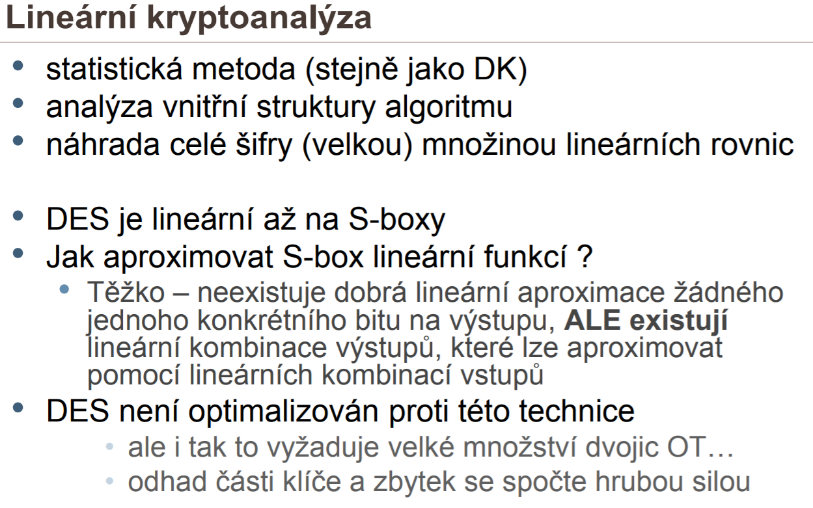 Lineární kryptoanalýza
• statistická metoda (stejně jako DK)
• analýza vnitřní struktury algoritmu
• náhrada celé šifry (velkou) množinou lineárních rovnic
• DES je lineární až na S-boxy
• Jak aproximovat S-box lineární funkcí ?
• Těžko – neexistuje dobrá lineární aproximace žádného
jednoho konkrétního bitu na výstupu, ALE existují
lineární kombinace výstupů, které lze aproximovat
pomocí lineárních kombinací vstupů
• DES není optimalizován proti této technice
• ale i tak to vyžaduje velké množství dvojic OT…
• odhad části klíče a zbytek se spočte hrubou silou